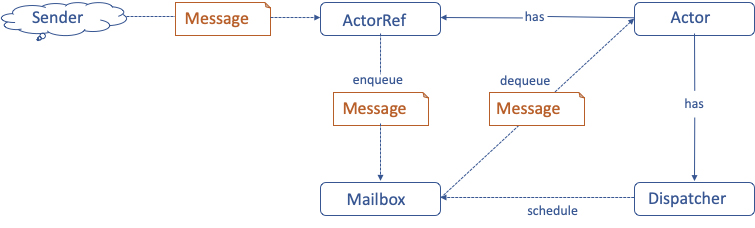 Sender
Message
ActorRef
has
Actor
enqueue
dequeue
Message
Message
has
Mailbox
schedule
Dispatcher